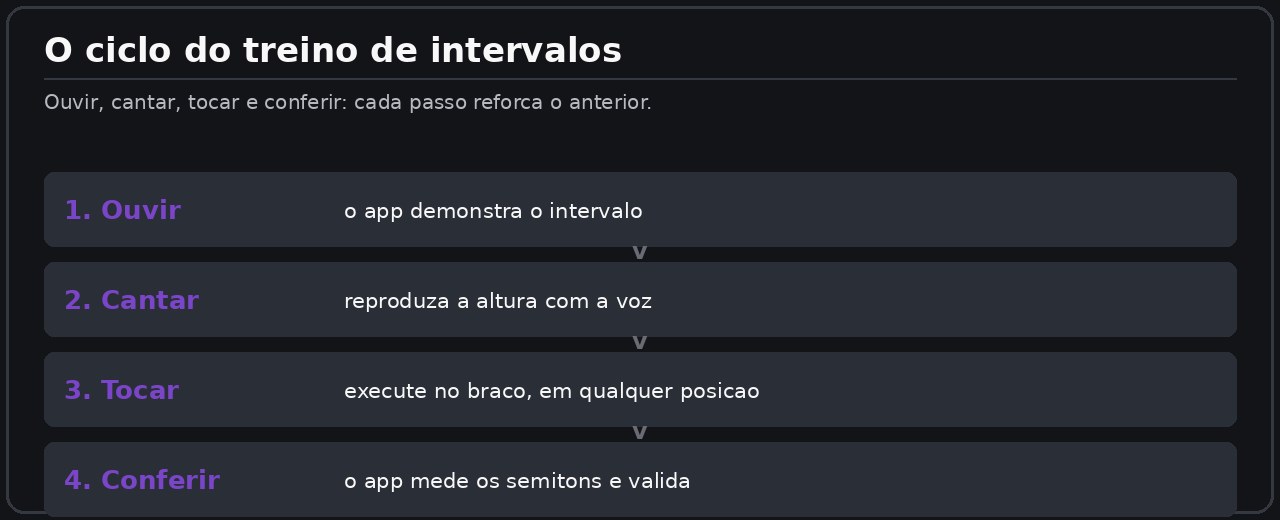 O ciclo do treino de intervalos
Ouvir, cantar, tocar e conferir: cada passo reforca o anterior.
1. Ouvir o app demonstra o intervalo
v
2. Cantar reproduza a altura com a voz
v
3. Tocar execute no braco, em qualquer posicao
v
4. Conferir o app mede os semitons e valida